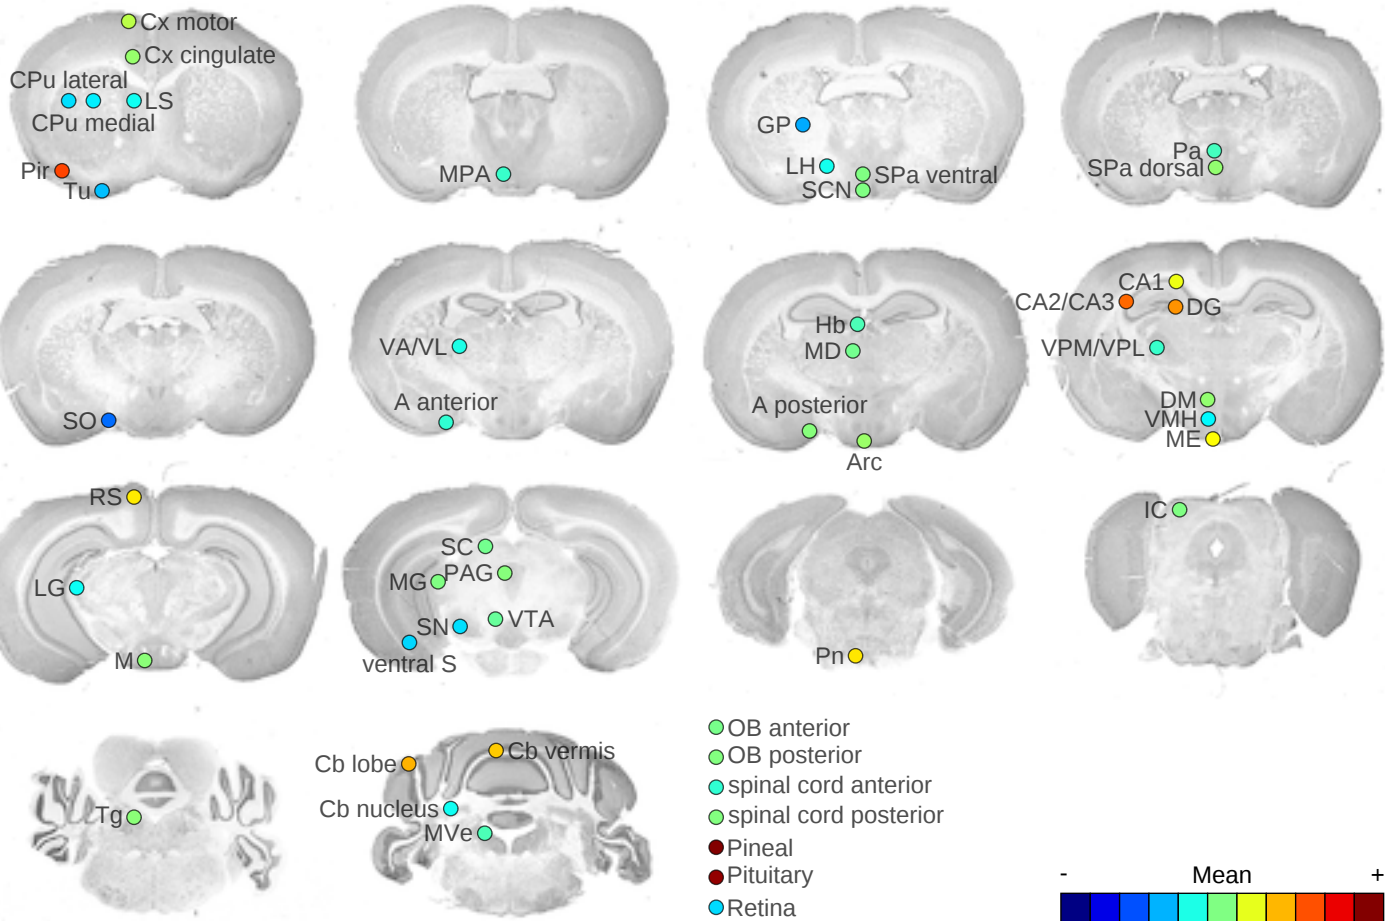 Cx motor
Cx cingulate
CPu lateral
LS
CPu medial
Pir
Tu
MPA
GP
LH
SPa ventral
SCN
Pa
SPa dorsal
SO
VA/VL
A anterior
Hb
MD
A posterior
Arc
CA1
CA2/CA3
DG
VPM/VPL
DM
VMH
ME
RS
LG
M
SC
PAG
MG
VTA
SN
ventral S
Pn
IC
Tg
Cb vermis
Cb lobe
Cb nucleus
MVe
OB anterior
OB posterior
spinal cord anterior
spinal cord posterior
Pineal
Pituitary
Retina
- Mean +